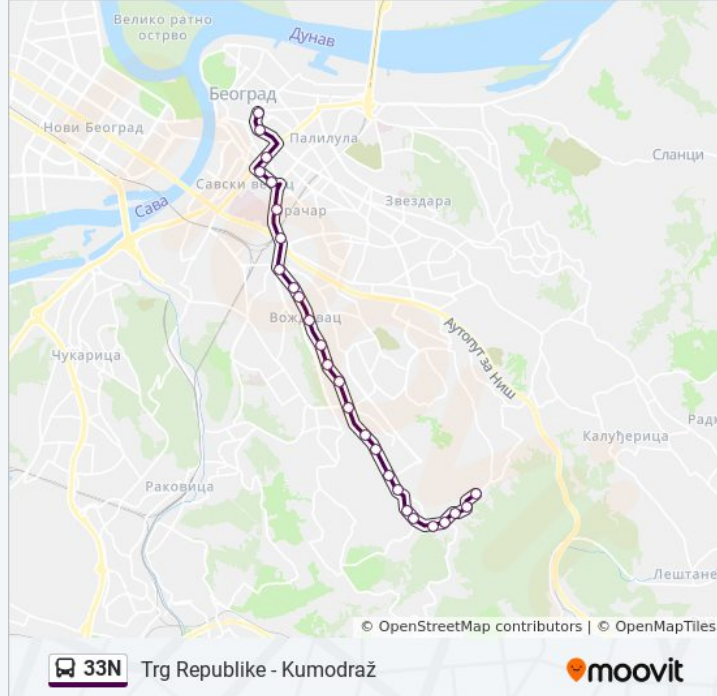 Велико ратно
острво
Дунав
Београд
Нови Београд
Палилула
Сланци
Савски венац
Сава
Врачар
Звездара
Вождовац
Аутопут за Ниш
Чукарица
Калуђерица
Раковица
Лештане
© OpenStreetMap contributors | © OpenMapTiles
33N Trg Republike - Kumodraž
moovit